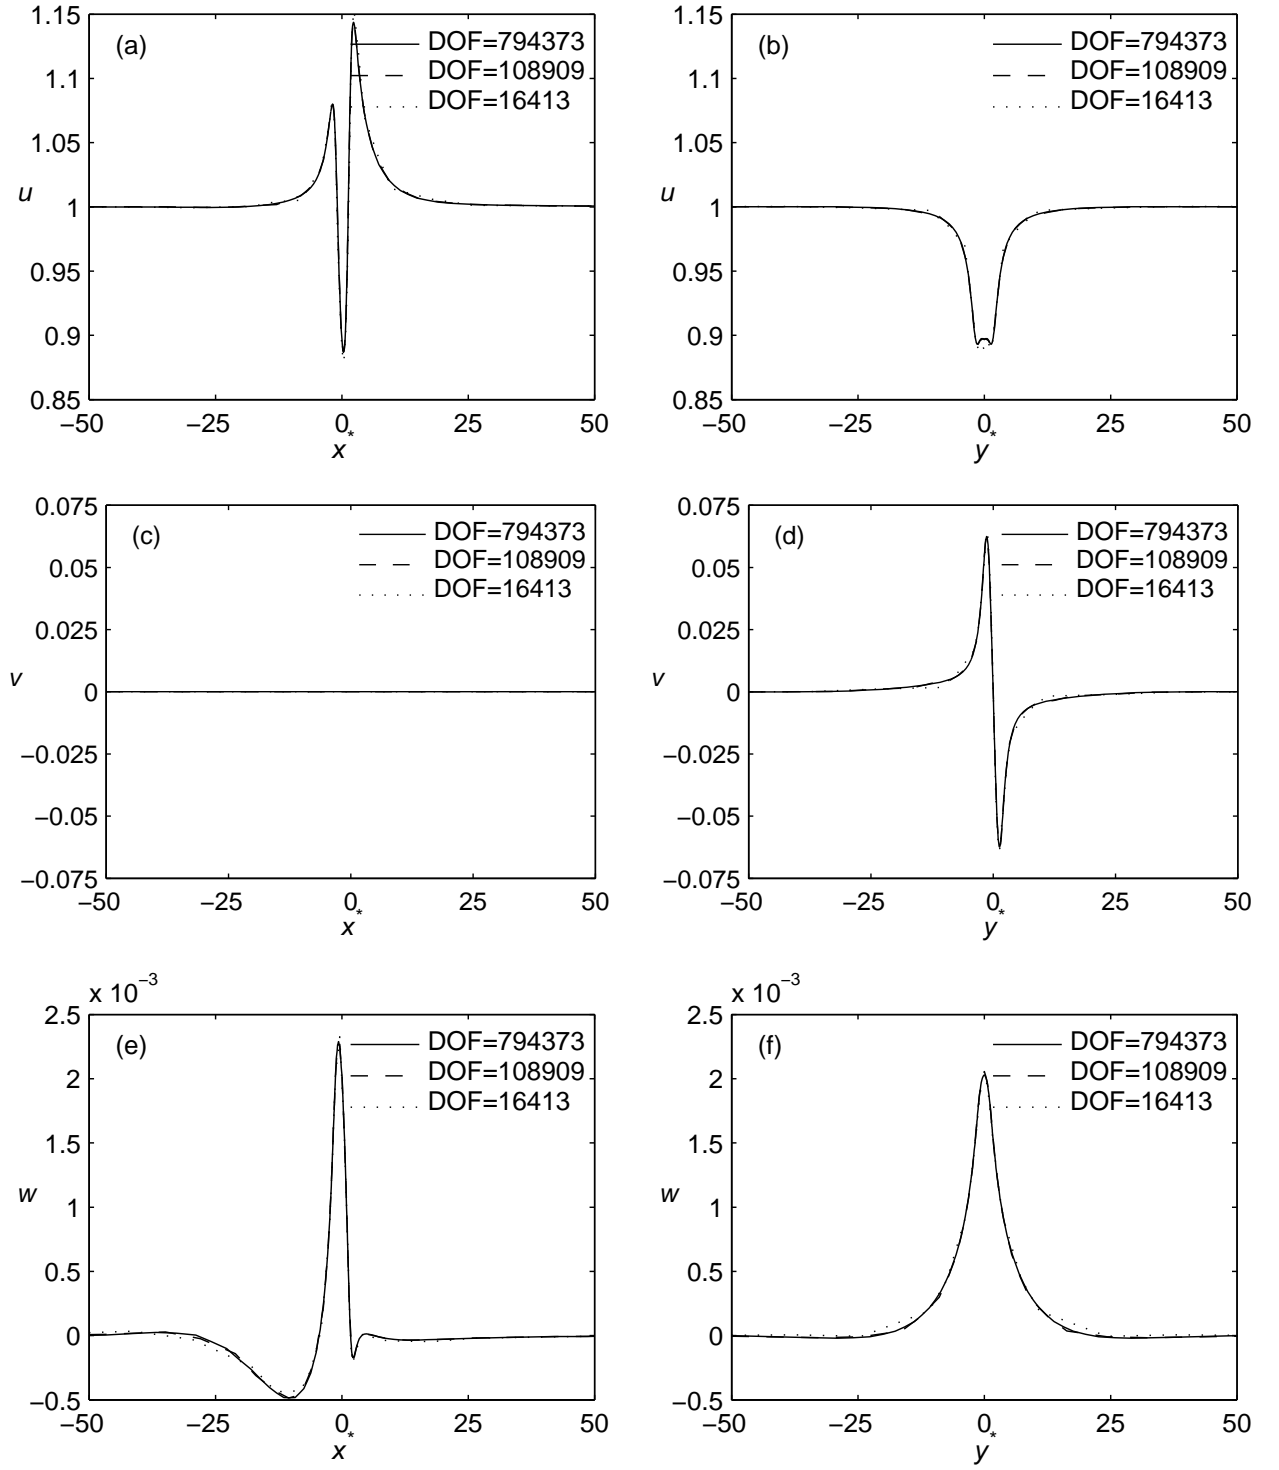 (a)
DOF=794373
DOF=108909
DOF=16413
1.15
1.1
1.05
1
0.95
0.9
0.85
u
−50
−25
0
25
50
x*
(b)
DOF=794373
DOF=108909
DOF=16413
1.15
1.1
1.05
1
0.95
0.9
0.85
u
−50
−25
0
25
50
y*
(c)
DOF=794373
DOF=108909
DOF=16413
0.075
0.05
0.025
0
−0.025
−0.05
−0.075
v
−50
−25
0
25
50
x*
(d)
DOF=794373
DOF=108909
DOF=16413
0.075
0.05
0.025
0
−0.025
−0.05
−0.075
v
−50
−25
0
25
50
y*
x 10−3
(e)
DOF=794373
DOF=108909
DOF=16413
2.5
2
1.5
1
0.5
0
−0.5
w
−50
−25
0
25
50
x*
x 10−3
(f)
DOF=794373
DOF=108909
DOF=16413
2.5
2
1.5
1
0.5
0
−0.5
w
−50
−25
0
25
50
y*